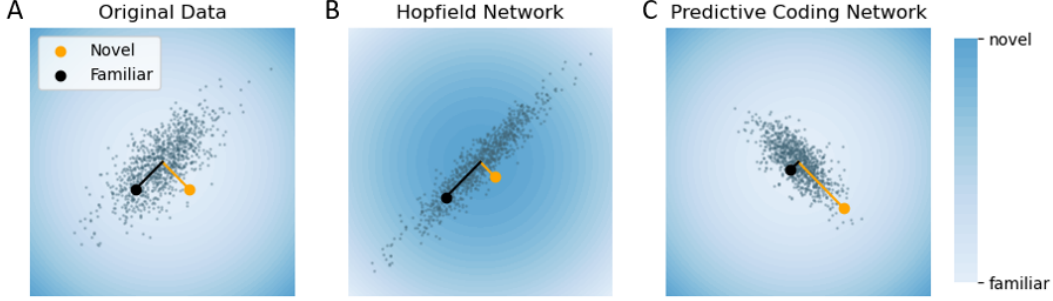 A Original Data
Novel
Familiar
B Hopfield Network
C Predictive Coding Network
novel
familiar